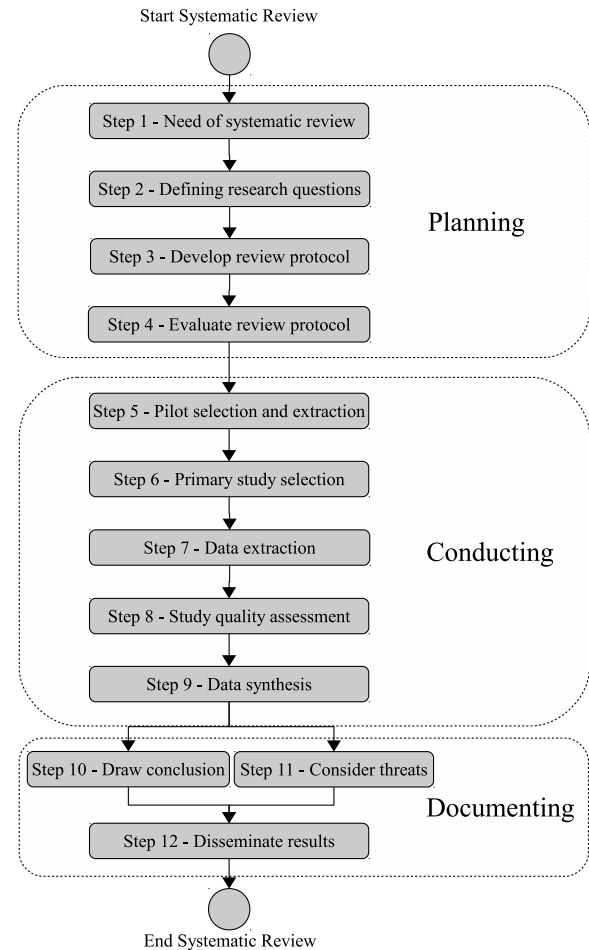 Start Systematic Review
Step 1 - Need of systematic review
Step 2 - Defining research questions
Planning
Step 3 - Develop review protocol
Step 4 - Evaluate review protocol
Step 5 - Pilot selection and extraction
Step 6 - Primary study selection
Step 7 - Data extraction
Conducting
Step 8 - Study quality assessment
Step 9 - Data synthesis
Step 10 - Draw conclusion
Step 11 - Consider threats
Documenting
Step 12 - Disseminate results
End Systematic Review